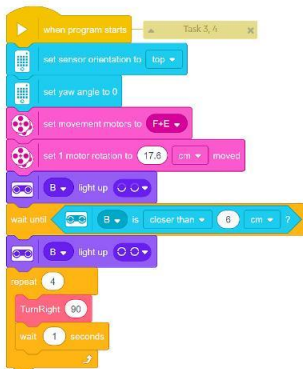 when program starts Task 3, 4
set sensor orientation to top
set yaw angle to 0
set movement motors to F+E
set 1 motor rotation to 17.6 cm moved
B light up
wait until B is closer than 6 cm ?
B light up
repeat 4
TurnRight 90
wait 1 seconds